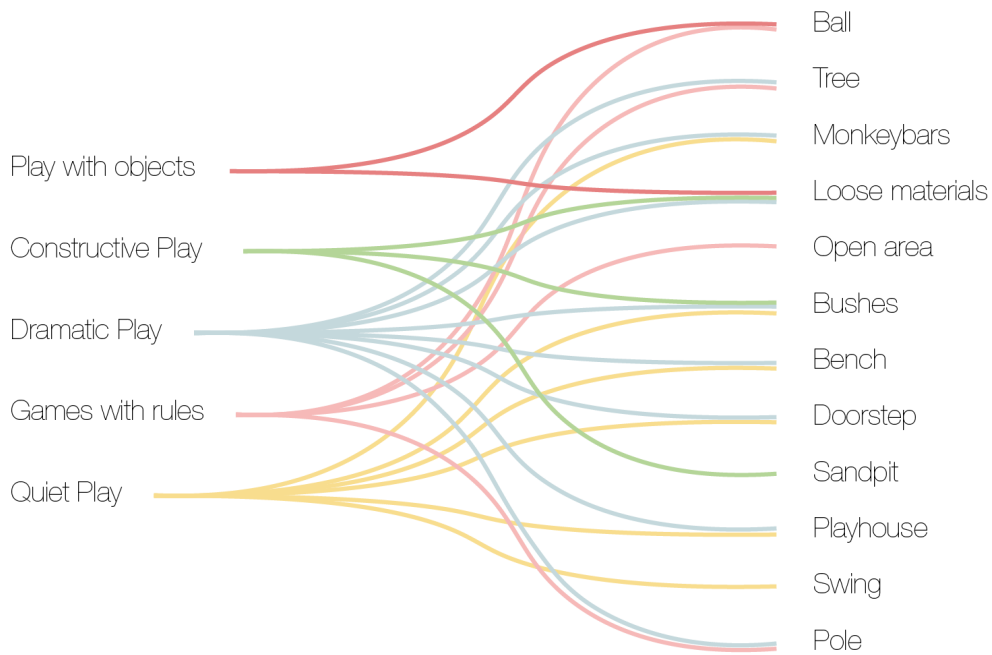 Play with objects
Constructive Play
Dramatic Play
Games with rules
Quiet Play
Ball
Tree
Monkeybars
Loose materials
Open area
Bushes
Bench
Doorstep
Sandpit
Playhouse
Swing
Pole